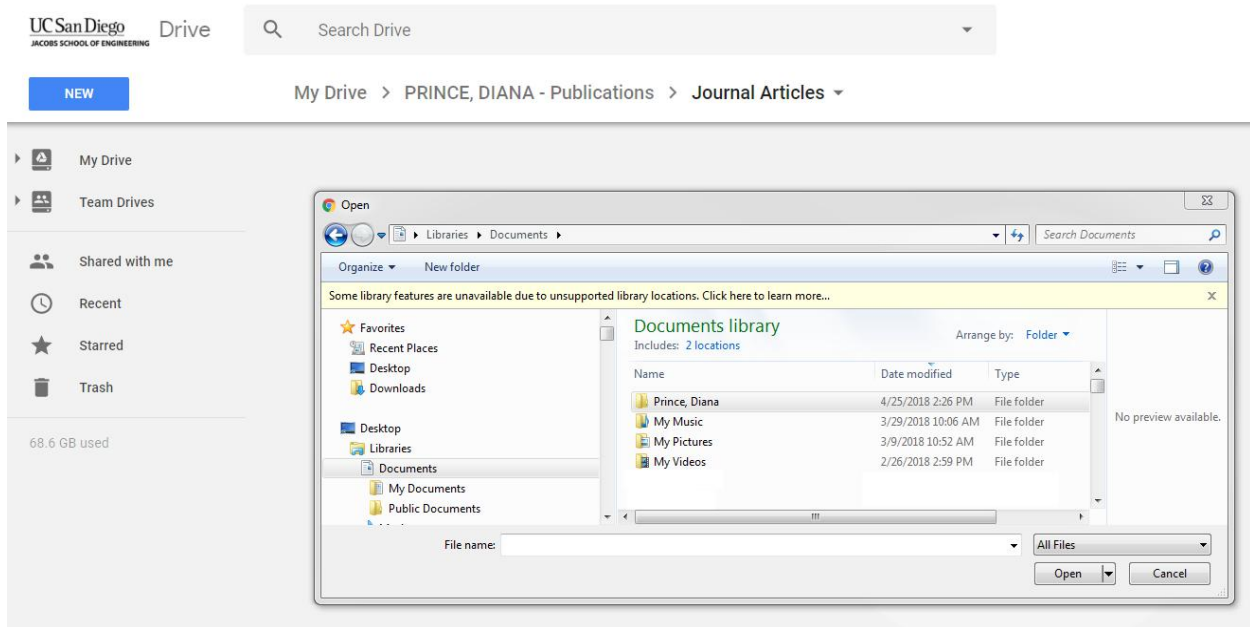 UC San Diego
JACOBS SCHOOL OF ENGINEERING
Drive
Search Drive
NEW
My Drive > PRINCE, DIANA - Publications > Journal Articles
My Drive
Team Drives
Shared with me
Recent
Starred
Trash
68.6 GB used
Open
Libraries Documents
Search Documents
Organize New folder
Some library features are unavailable due to unsupported library locations. Click here to learn more...
Favorites
Recent Places
Desktop
Downloads
Desktop
Libraries
Documents
My Documents
Public Documents
Documents library
Includes: 2 locations
Arrange by: Folder
Name Date modified Type
Prince, Diana 4/25/2018 2:26 PM File folder
My Music 3/29/2018 10:06 AM File folder
My Pictures 3/9/2018 10:52 AM File folder
My Videos 2/26/2018 2:59 PM File folder
No preview available.
File name:
All Files
Open Cancel